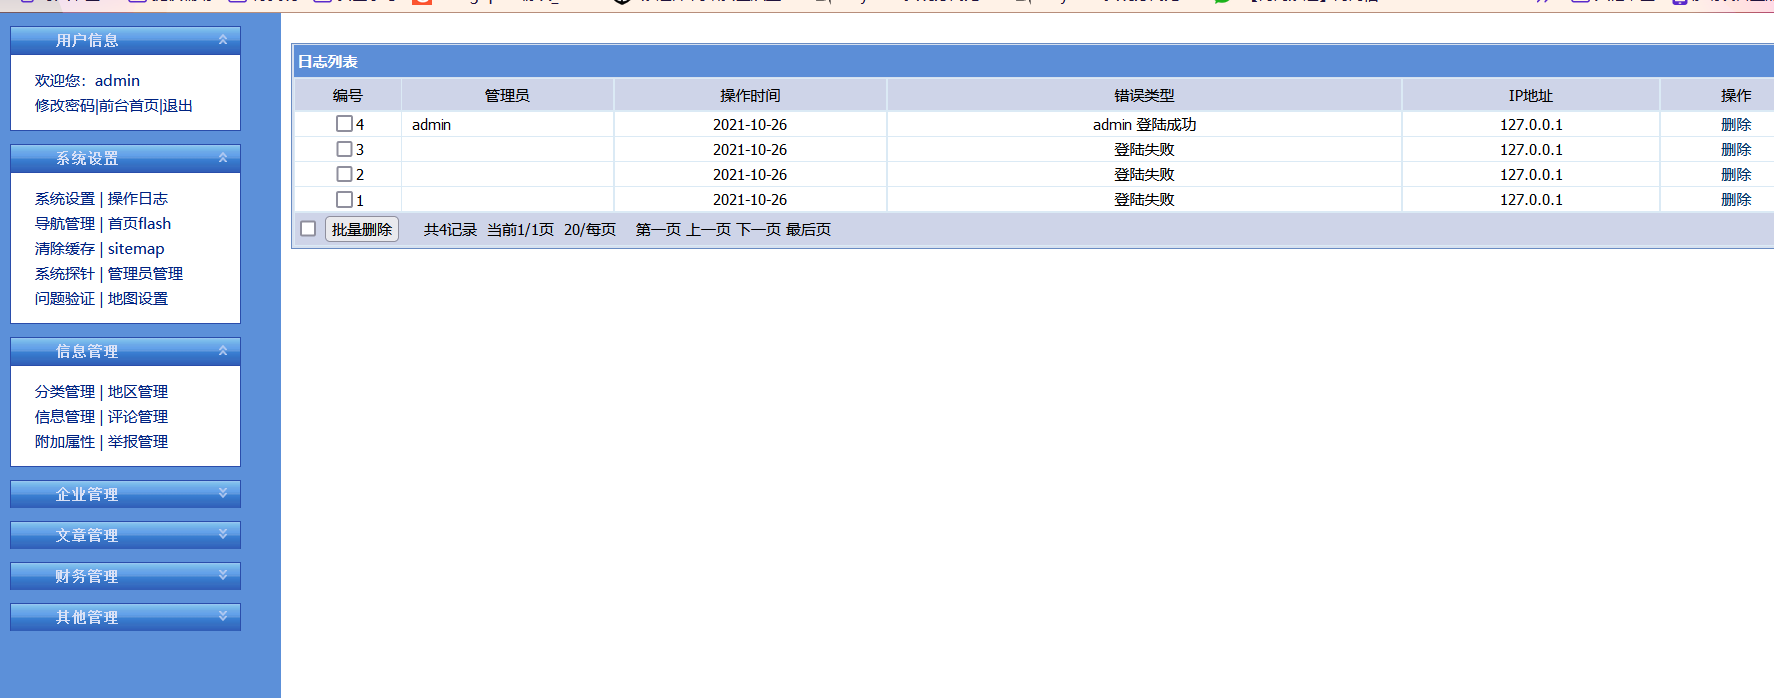 用户信息
欢迎您：admin
修改密码|前台首页|退出
系统设置
系统设置 | 操作日志
导航管理 | 首页flash
清除缓存 | sitemap
系统探针 | 管理员管理
问题验证 | 地图设置
信息管理
分类管理 | 地区管理
信息管理 | 评论管理
附加属性 | 举报管理
企业管理
文章管理
财务管理
其他管理
日志列表
编号 管理员 操作时间 错误类型 IP地址 操作
4 admin 2021-10-26 admin 登陆成功 127.0.0.1 删除
3 2021-10-26 登陆失败 127.0.0.1 删除
2 2021-10-26 登陆失败 127.0.0.1 删除
1 2021-10-26 登陆失败 127.0.0.1 删除
批量删除 共4记录 当前1/1页 20/每页 第一页 上一页 下一页 最后页